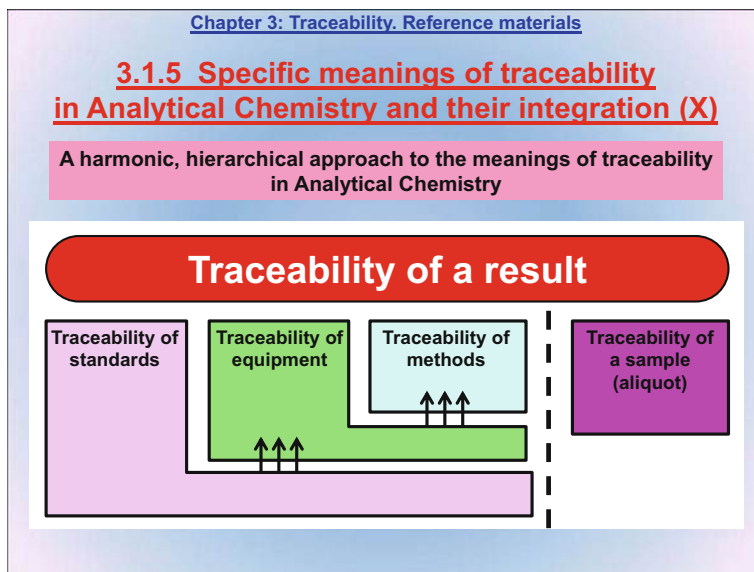 Chapter 3: Traceability. Reference materials
3.1.5 Specific meanings of traceability
in Analytical Chemistry and their integration (X)
A harmonic, hierarchical approach to the meanings of traceability
in Analytical Chemistry
Traceability of a result
Traceability of
standards
Traceability of
equipment
Traceability of
methods
Traceability of
a sample
(aliquot)